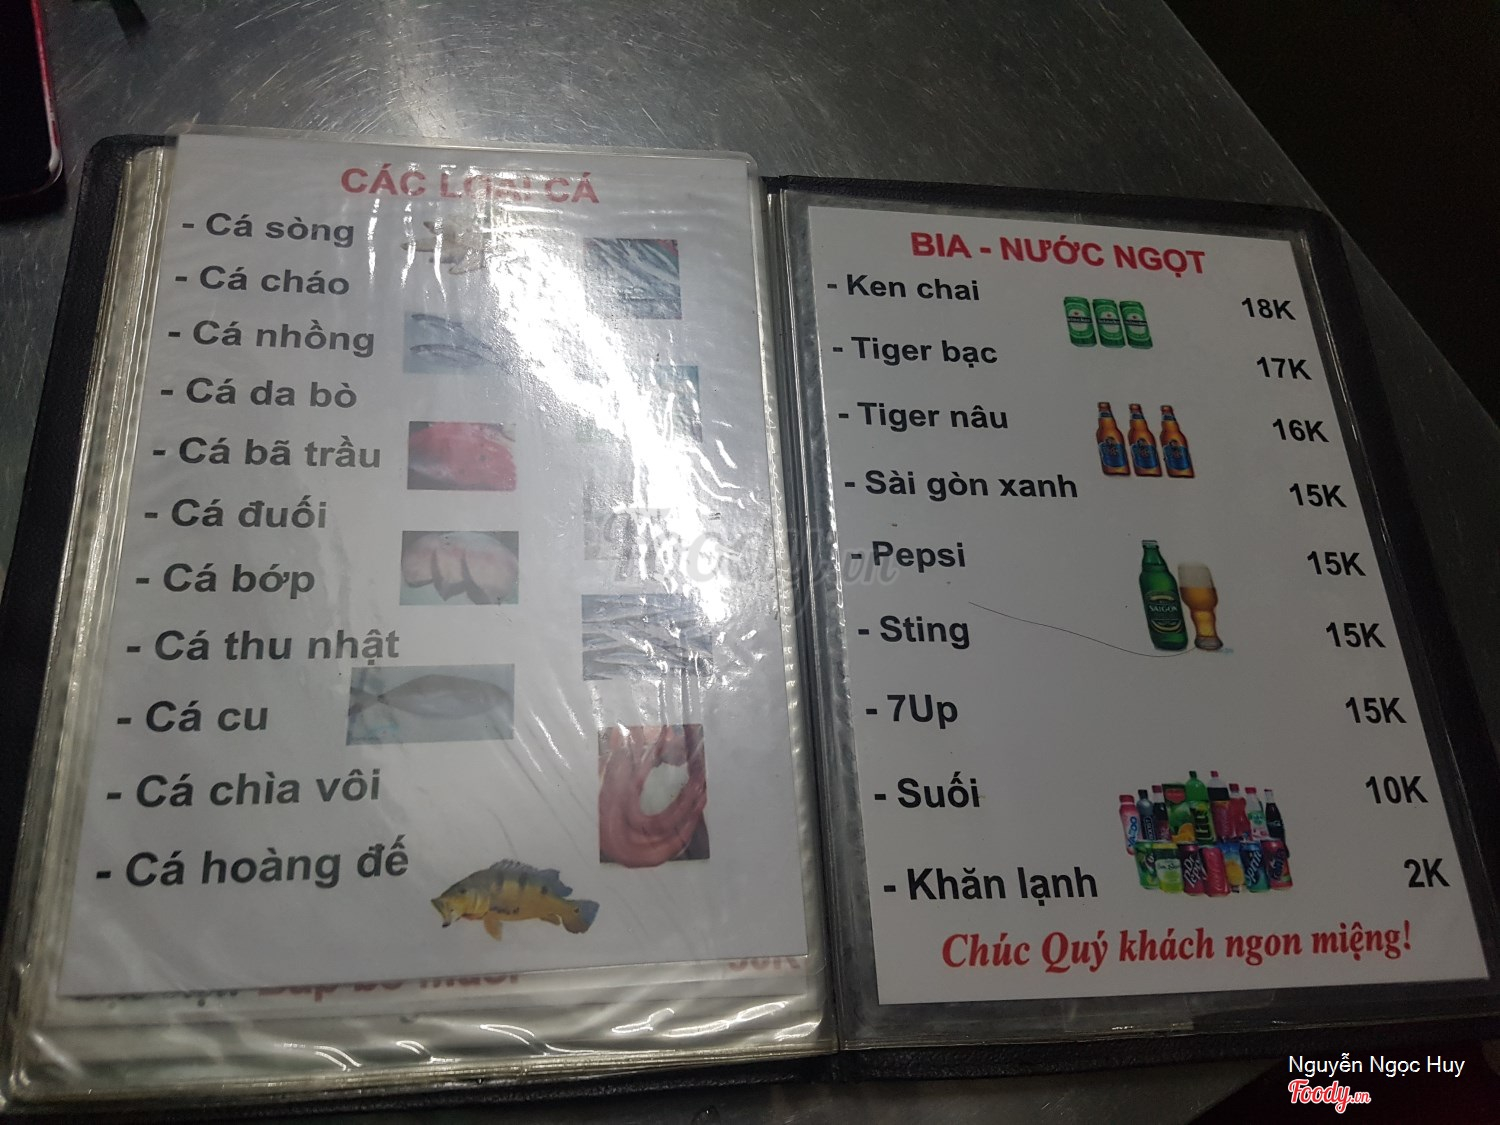 CÁC LOẠI CÁ
- Cá sòng
- Cá cháo
- Cá nhồng
- Cá da bò
- Cá bã trầu
- Cá đuối
- Cá bớp
- Cá thu nhật
- Cá cu
- Cá chìa vôi
- Cá hoàng đế
BIA - NƯỚC NGỌT
- Ken chai 18K
- Tiger bạc 17K
- Tiger nâu 16K
- Sài gòn xanh 15K
- Pepsi 15K
- Sting 15K
- 7Up 15K
- Suối 10K
- Khăn lạnh 2K
Chúc Quý khách ngon miệng!
SAIGON
Foody.vn
Nguyễn Ngọc Huy
Foody.vn